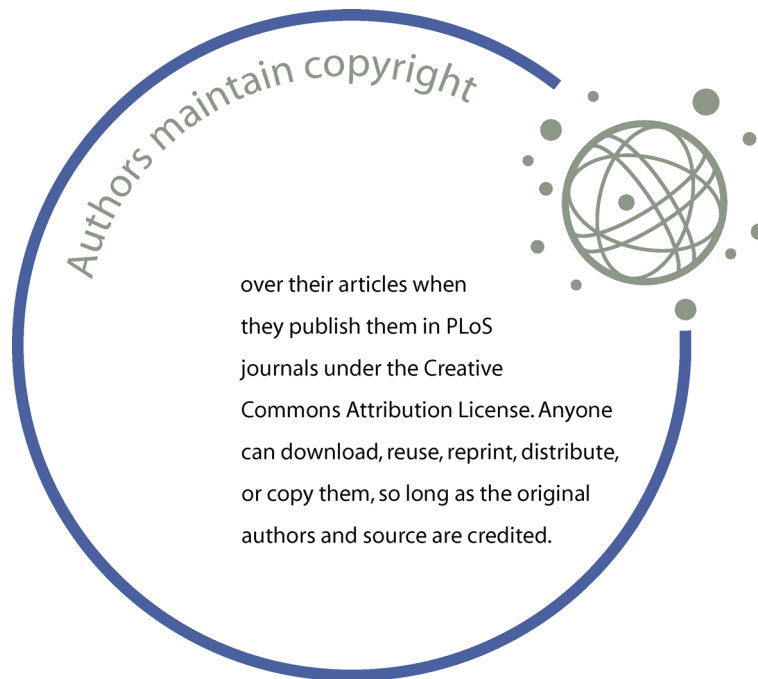 Authors maintain copyright
over their articles when
they publish them in PLoS
journals under the Creative
Commons Attribution License. Anyone
can download, reuse, reprint, distribute,
or copy them, so long as the original
authors and source are credited.